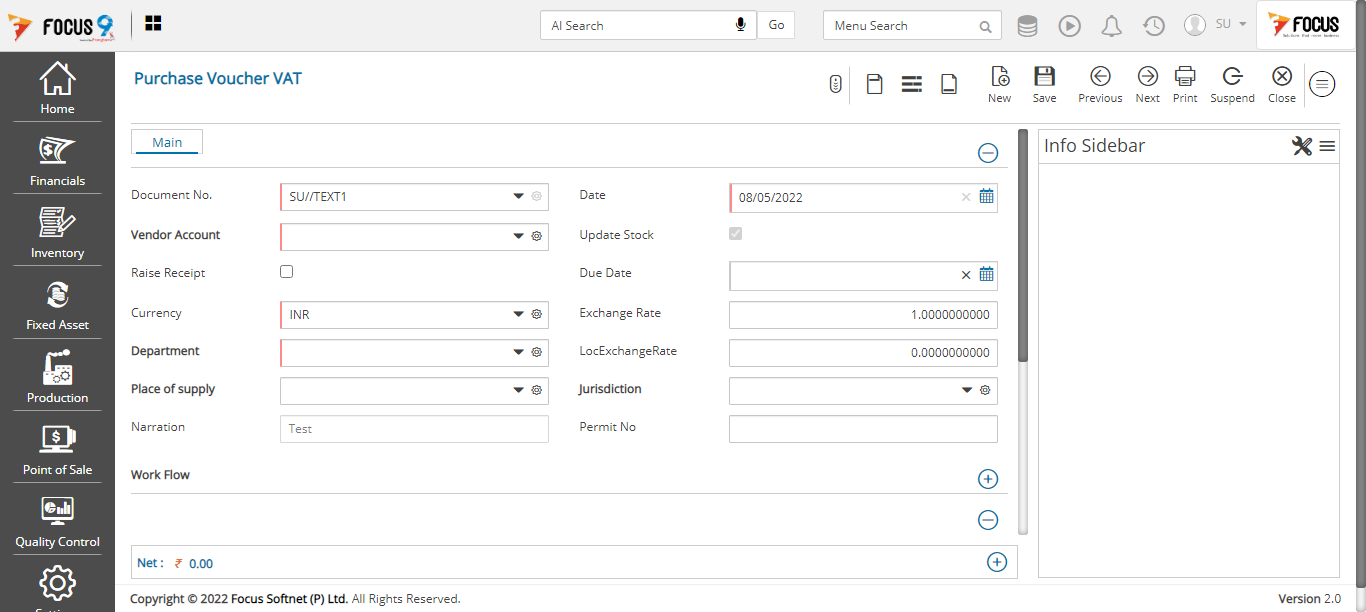 FOCUS 9
AI Search
Go
Menu Search
SU
FOCUS
Purchase Voucher VAT
New
Save
Previous
Next
Print
Suspend
Close
Home
Financials
Inventory
Fixed Asset
Production
Point of Sale
Quality Control
Main
Info Sidebar
Document No.
SU//TEXT1
Date
08/05/2022
Vendor Account
Update Stock
Raise Receipt
Due Date
Currency
INR
Exchange Rate
1.0000000000
Department
LocExchangeRate
0.0000000000
Place of supply
Jurisdiction
Narration
Test
Permit No
Work Flow
Net : ₹ 0.00
Copyright © 2022 Focus Softnet (P) Ltd. All Rights Reserved.
Version 2.0